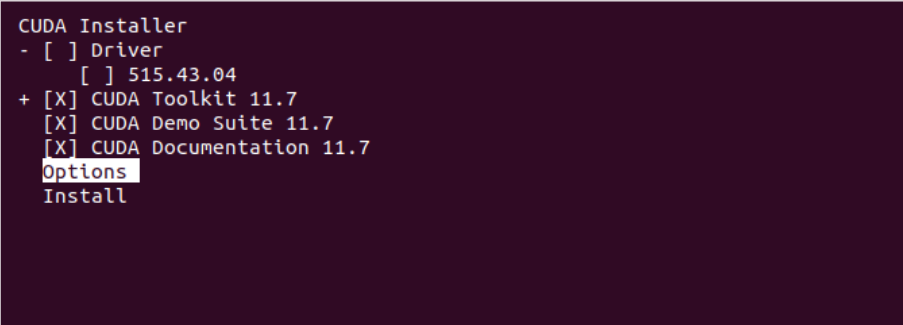 CUDA Installer
- [ ] Driver
[ ] 515.43.04
+ [X] CUDA Toolkit 11.7
[X] CUDA Demo Suite 11.7
[X] CUDA Documentation 11.7
Options
Install